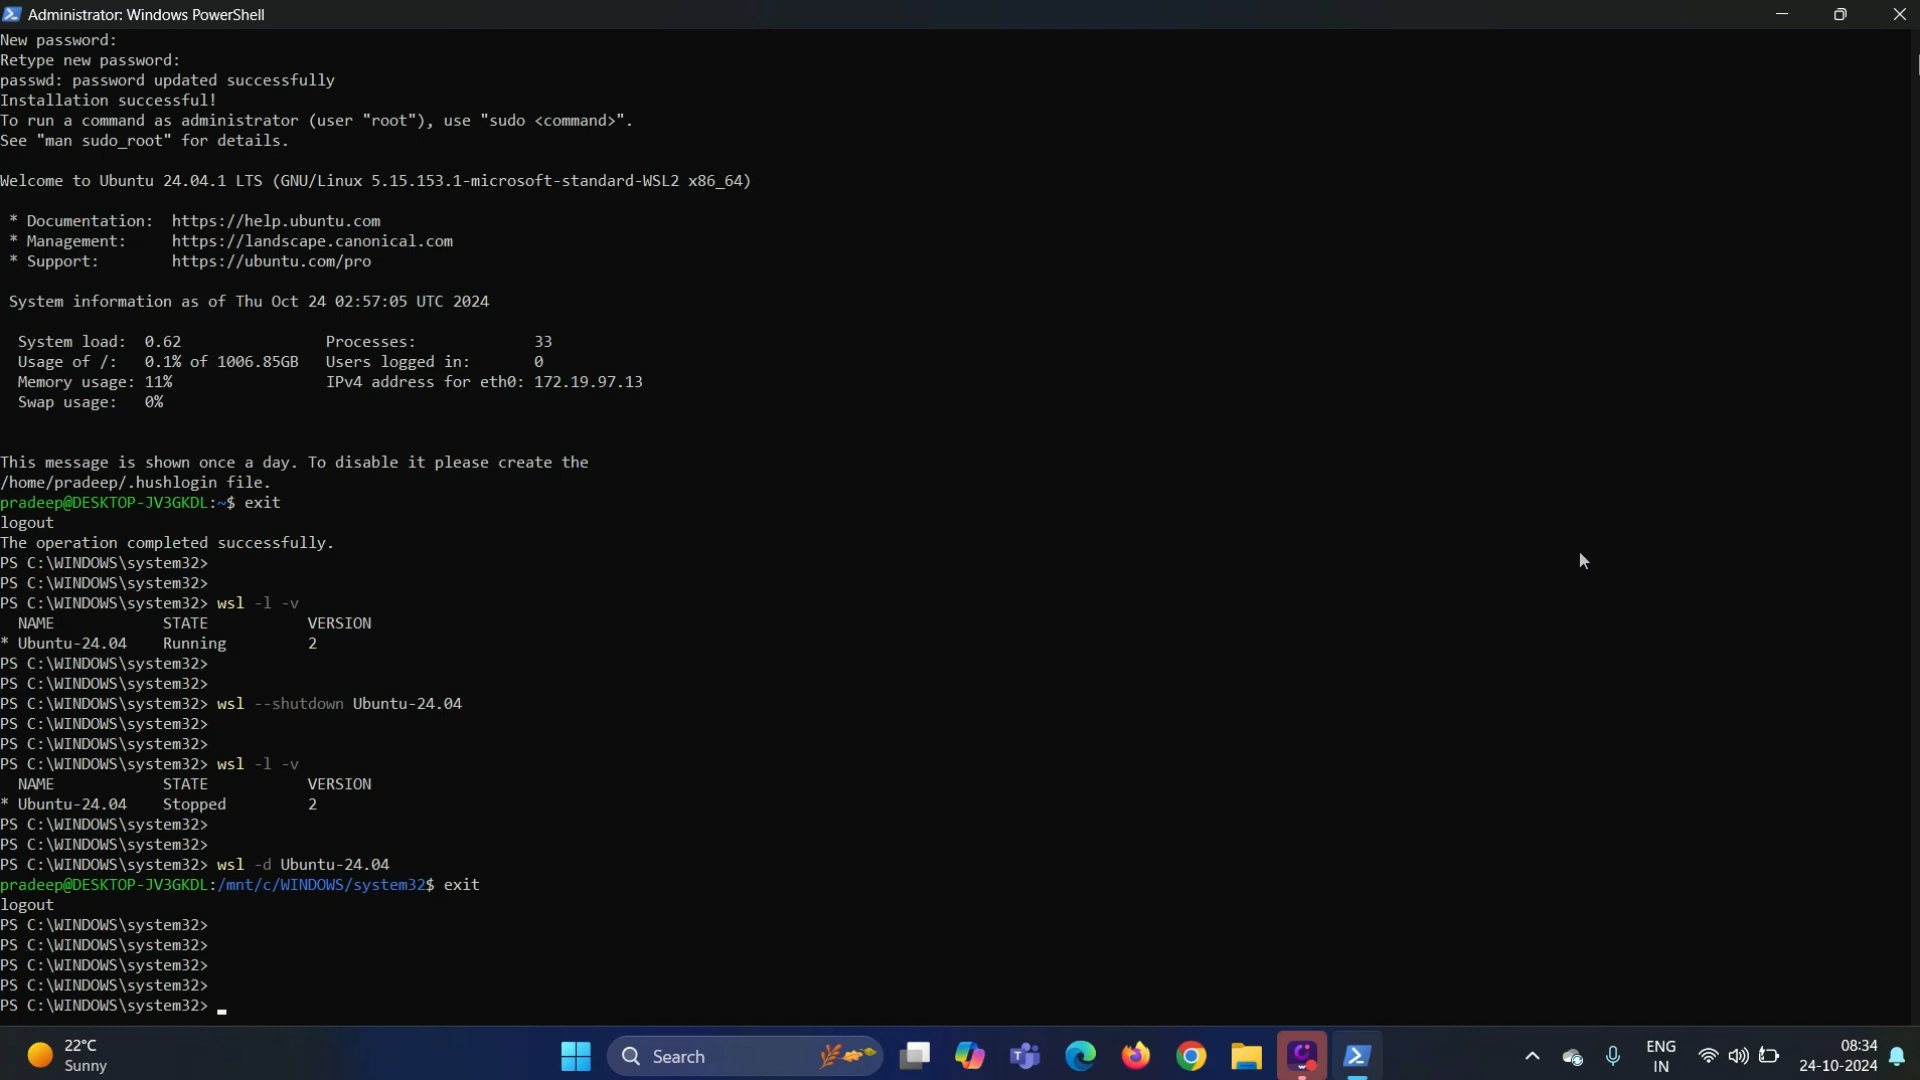 Administrator: Windows PowerShell
New password:
Retype new password:
passwd: password updated successfully
Installation successful!
To run a command as administrator (user "root"), use "sudo <command>".
See "man sudo_root" for details.
Welcome to Ubuntu 24.04.1 LTS (GNU/Linux 5.15.153.1-microsoft-standard-WSL2 x86_64)
* Documentation:  https://help.ubuntu.com
* Management:     https://landscape.canonical.com
* Support:        https://ubuntu.com/pro
System information as of Thu Oct 24 02:57:05 UTC 2024
System load:  0.62                Processes:             33
Usage of /:   0.1% of 1006.85GB   Users logged in:       0
Memory usage: 11%                 IPv4 address for eth0: 172.19.97.13
Swap usage:   0%
This message is shown once a day. To disable it please create the
/home/pradeep/.hushlogin file.
pradeep@DESKTOP-JV3GKDL:~$ exit
logout
The operation completed successfully.
PS C:\WINDOWS\system32>
PS C:\WINDOWS\system32>
PS C:\WINDOWS\system32> wsl -l -v
NAME            STATE           VERSION
* Ubuntu-24.04    Running         2
PS C:\WINDOWS\system32>
PS C:\WINDOWS\system32>
PS C:\WINDOWS\system32> wsl --shutdown Ubuntu-24.04
PS C:\WINDOWS\system32>
PS C:\WINDOWS\system32>
PS C:\WINDOWS\system32> wsl -l -v
NAME            STATE           VERSION
* Ubuntu-24.04    Stopped         2
PS C:\WINDOWS\system32>
PS C:\WINDOWS\system32>
PS C:\WINDOWS\system32> wsl -d Ubuntu-24.04
pradeep@DESKTOP-JV3GKDL:/mnt/c/WINDOWS/system32$ exit
logout
PS C:\WINDOWS\system32>
PS C:\WINDOWS\system32>
PS C:\WINDOWS\system32>
PS C:\WINDOWS\system32>
PS C:\WINDOWS\system32>
22°C
Sunny
Search
ENG
IN
08:34
24-10-2024